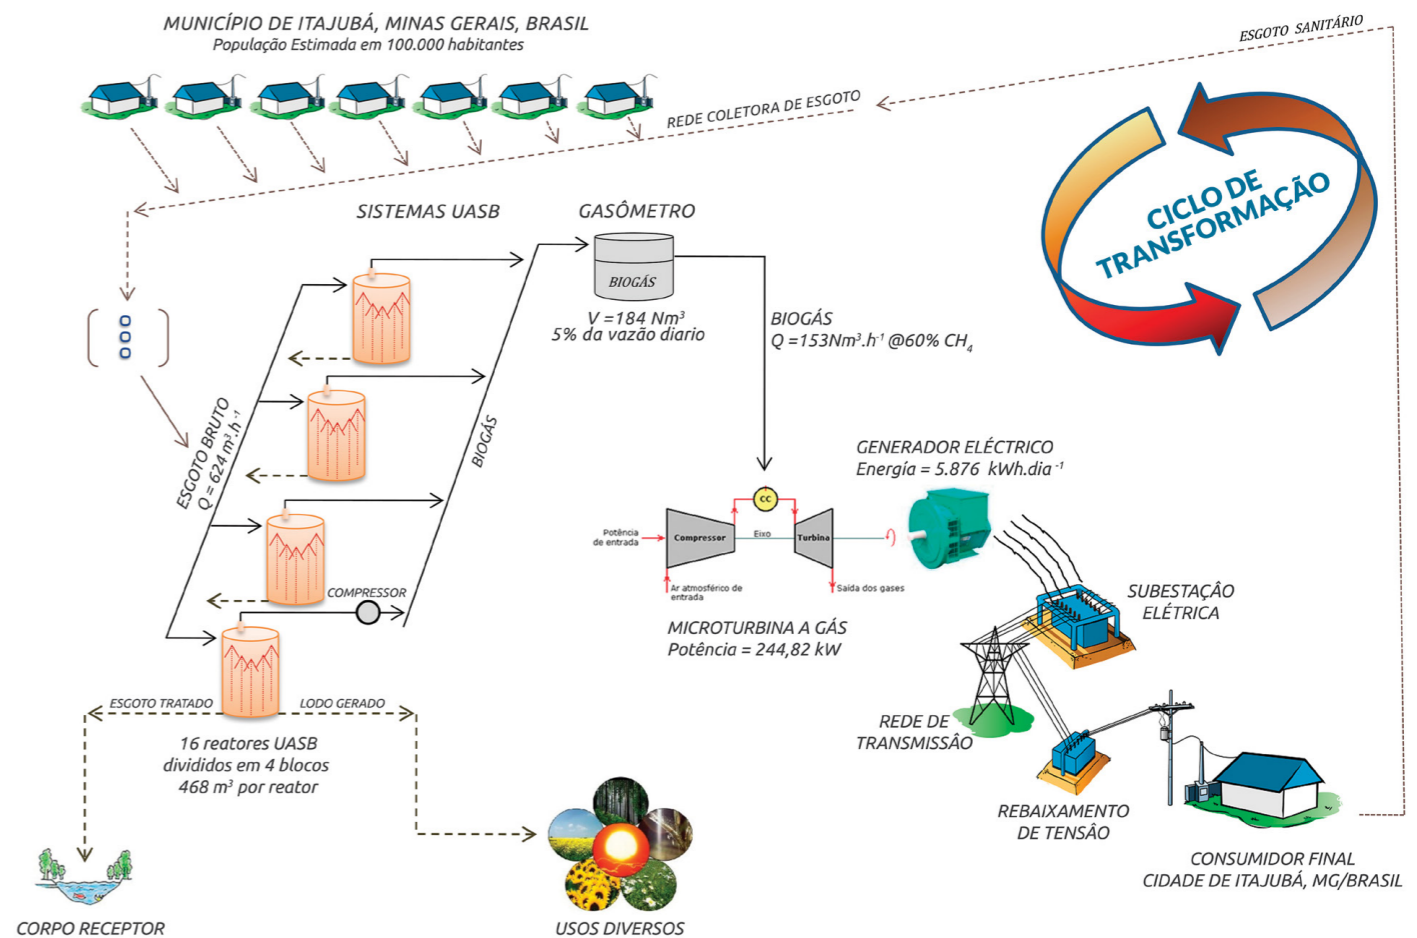 MUNICÍPIO DE ITAJUBÁ, MINAS GERAIS, BRASIL
População Estimada em 100.000 habitantes
ESGOTO SANITÁRIO
REDE COLETORA DE ESGOTO
CICLO DE
TRANSFORMAÇÃO
SISTEMAS UASB
GASÔMETRO
BIOGÁS
V =184 Nm³
5% da vazão diario
BIOGÁS
Q =153Nm³.h⁻¹ @60% CH₄
ESGOTO BRUTO
Q = 624 m³.h⁻¹
BIOGÁS
COMPRESSOR
GENERADOR ELÉCTRICO
Energía = 5.876 kWh.dia⁻¹
CC
Potência
de entrada
Compressor
Eixo
Turbina
Ar atmosférico de
entrada
Saída dos gases
MICROTURBINA A GÁS
Potência = 244,82 kW
SUBESTAÇÂO
ELÉTRICA
REDE DE
TRANSMISSÂO
REBAIXAMENTO
DE TENSÂO
CONSUMIDOR FINAL
CIDADE DE ITAJUBÁ, MG/BRASIL
ESGOTO TRATADO
LODO GERADO
16 reatores UASB
divididos em 4 blocos
468 m³ por reator
CORPO RECEPTOR
USOS DIVERSOS